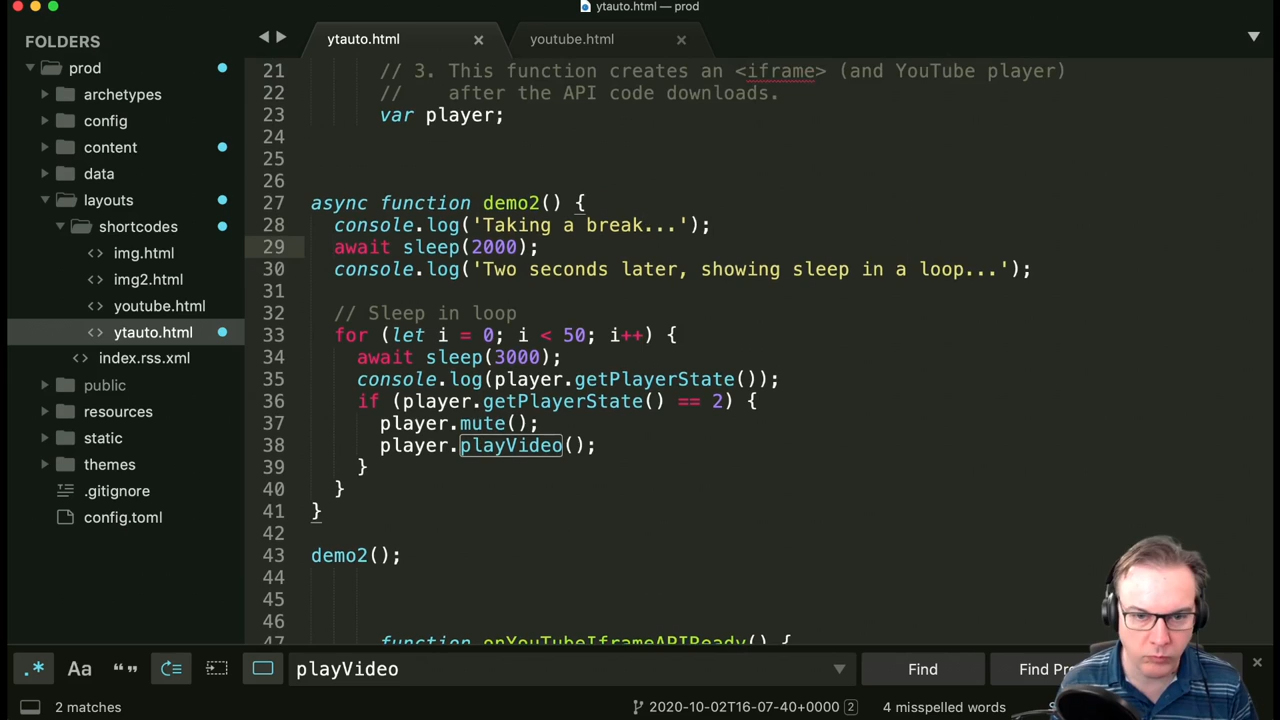 ytauto.html — prod
FOLDERS
prod
archetypes
config
content
data
layouts
shortcodes
img.html
img2.html
youtube.html
ytauto.html
index.rss.xml
public
resources
static
themes
.gitignore
config.toml
ytauto.html
youtube.html
21 // 3. This function creates an <iframe> (and YouTube player)
22 //    after the API code downloads.
23 var player;
24
25
26
27 async function demo2() {
28   console.log('Taking a break...');
29   await sleep(2000);
30   console.log('Two seconds later, showing sleep in a loop...');
31
32   // Sleep in loop
33   for (let i = 0; i < 50; i++) {
34     await sleep(3000);
35     console.log(player.getPlayerState());
36     if (player.getPlayerState() == 2) {
37       player.mute();
38       player.playVideo();
39     }
40   }
41 }
42
43 demo2();
44
45
46
47 function onYouTubeIframeAPIReady() {
.* Aa “” playVideo Find Find
2 matches 2020-10-02T16-07-40+0000 2 4 misspelled words